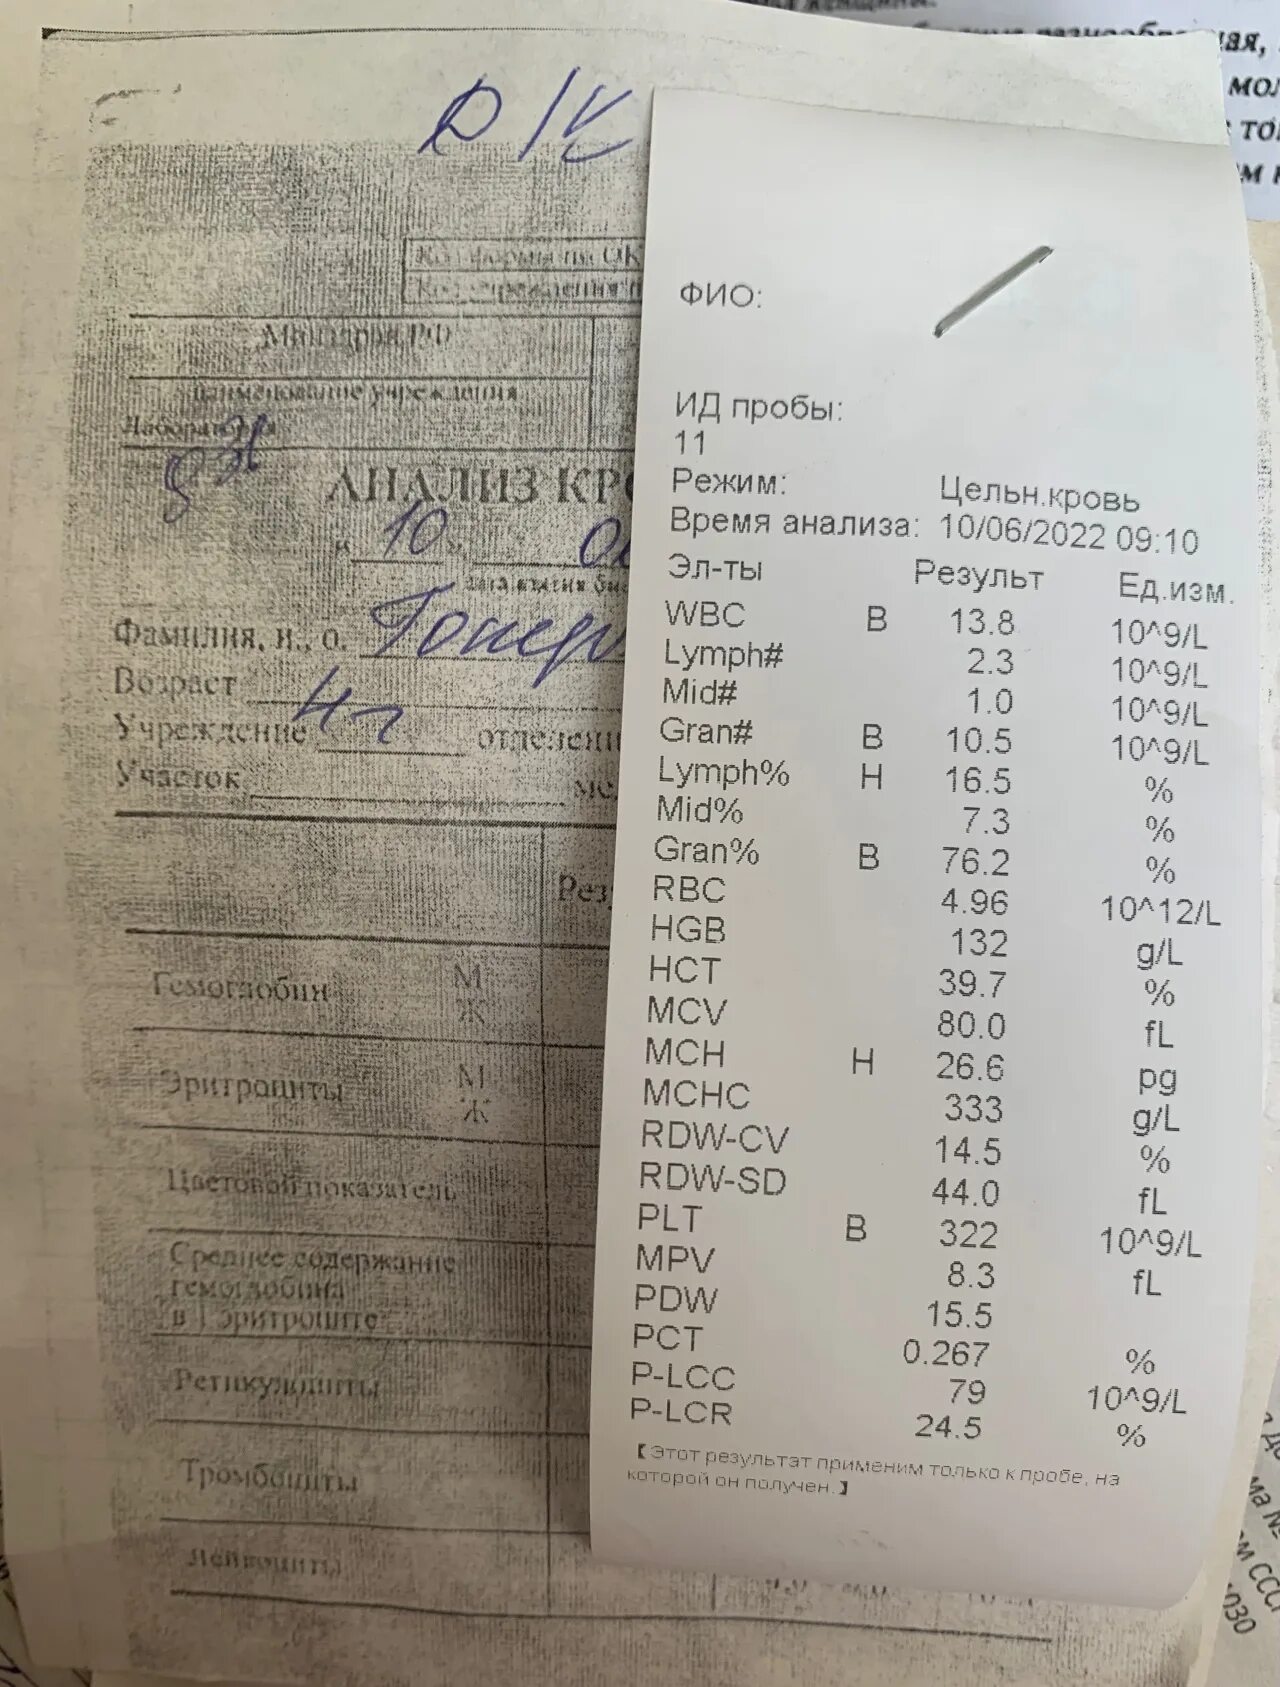 АНАЛИЗ КРО
10
Фамилия, и., о.
Возраст 4 г
Учреждение
Участок
Рез
Гемоглобин М
Ж
Эритроциты М
Ж
Цветовой показатель
Среднее содержание
гемоглобина
в 1 эритроците
Ретикулоциты
Тромбоциты
Лейкоциты
Минздрав РФ
наименование учреждения
Лаборатория
ФИО:
ИД пробы:
11
Режим: Цельн.кровь
Время анализа: 10/06/2022 09:10
Эл-ты Результ Ед.изм.
WBC В 13.8 10^9/L
Lymph# 2.3 10^9/L
Mid# 1.0 10^9/L
Gran# В 10.5 10^9/L
Lymph% Н 16.5 %
Mid% 7.3 %
Gran% В 76.2 %
RBC 4.96 10^12/L
HGB 132 g/L
HCT 39.7 %
MCV 80.0 fL
MCH Н 26.6 pg
MCHC 333 g/L
RDW-CV 14.5 %
RDW-SD 44.0 fL
PLT В 322 10^9/L
MPV 8.3 fL
PDW 15.5
PCT 0.267 %
P-LCC 79 10^9/L
P-LCR 24.5 %
【Этот результат применим только к пробе, на
которой он получен.】